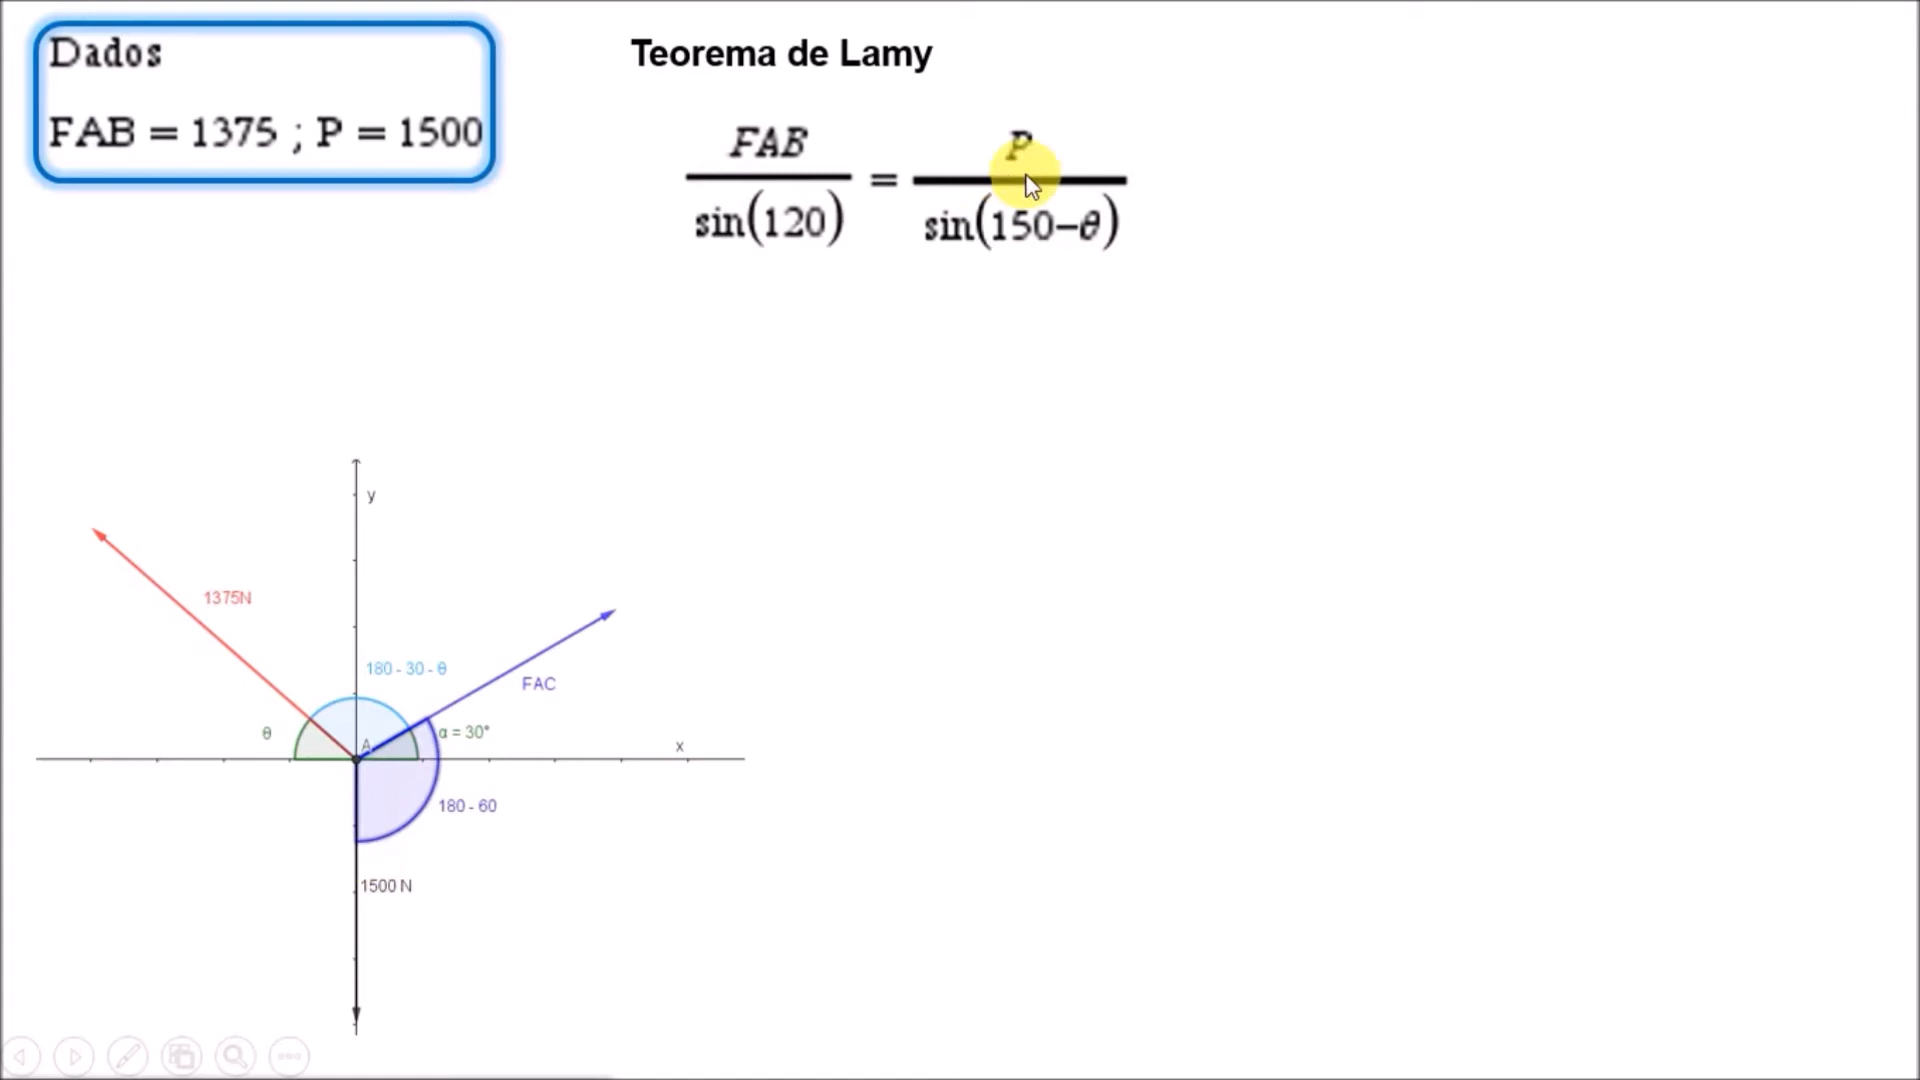 Dados
FAB = 1375 ; P = 1500
Teorema de Lamy
FAB / sin(120) = P / sin(150–θ)
y
1375N
180 - 30 - θ
FAC
θ
A
α = 30°
x
180 - 60
1500 N